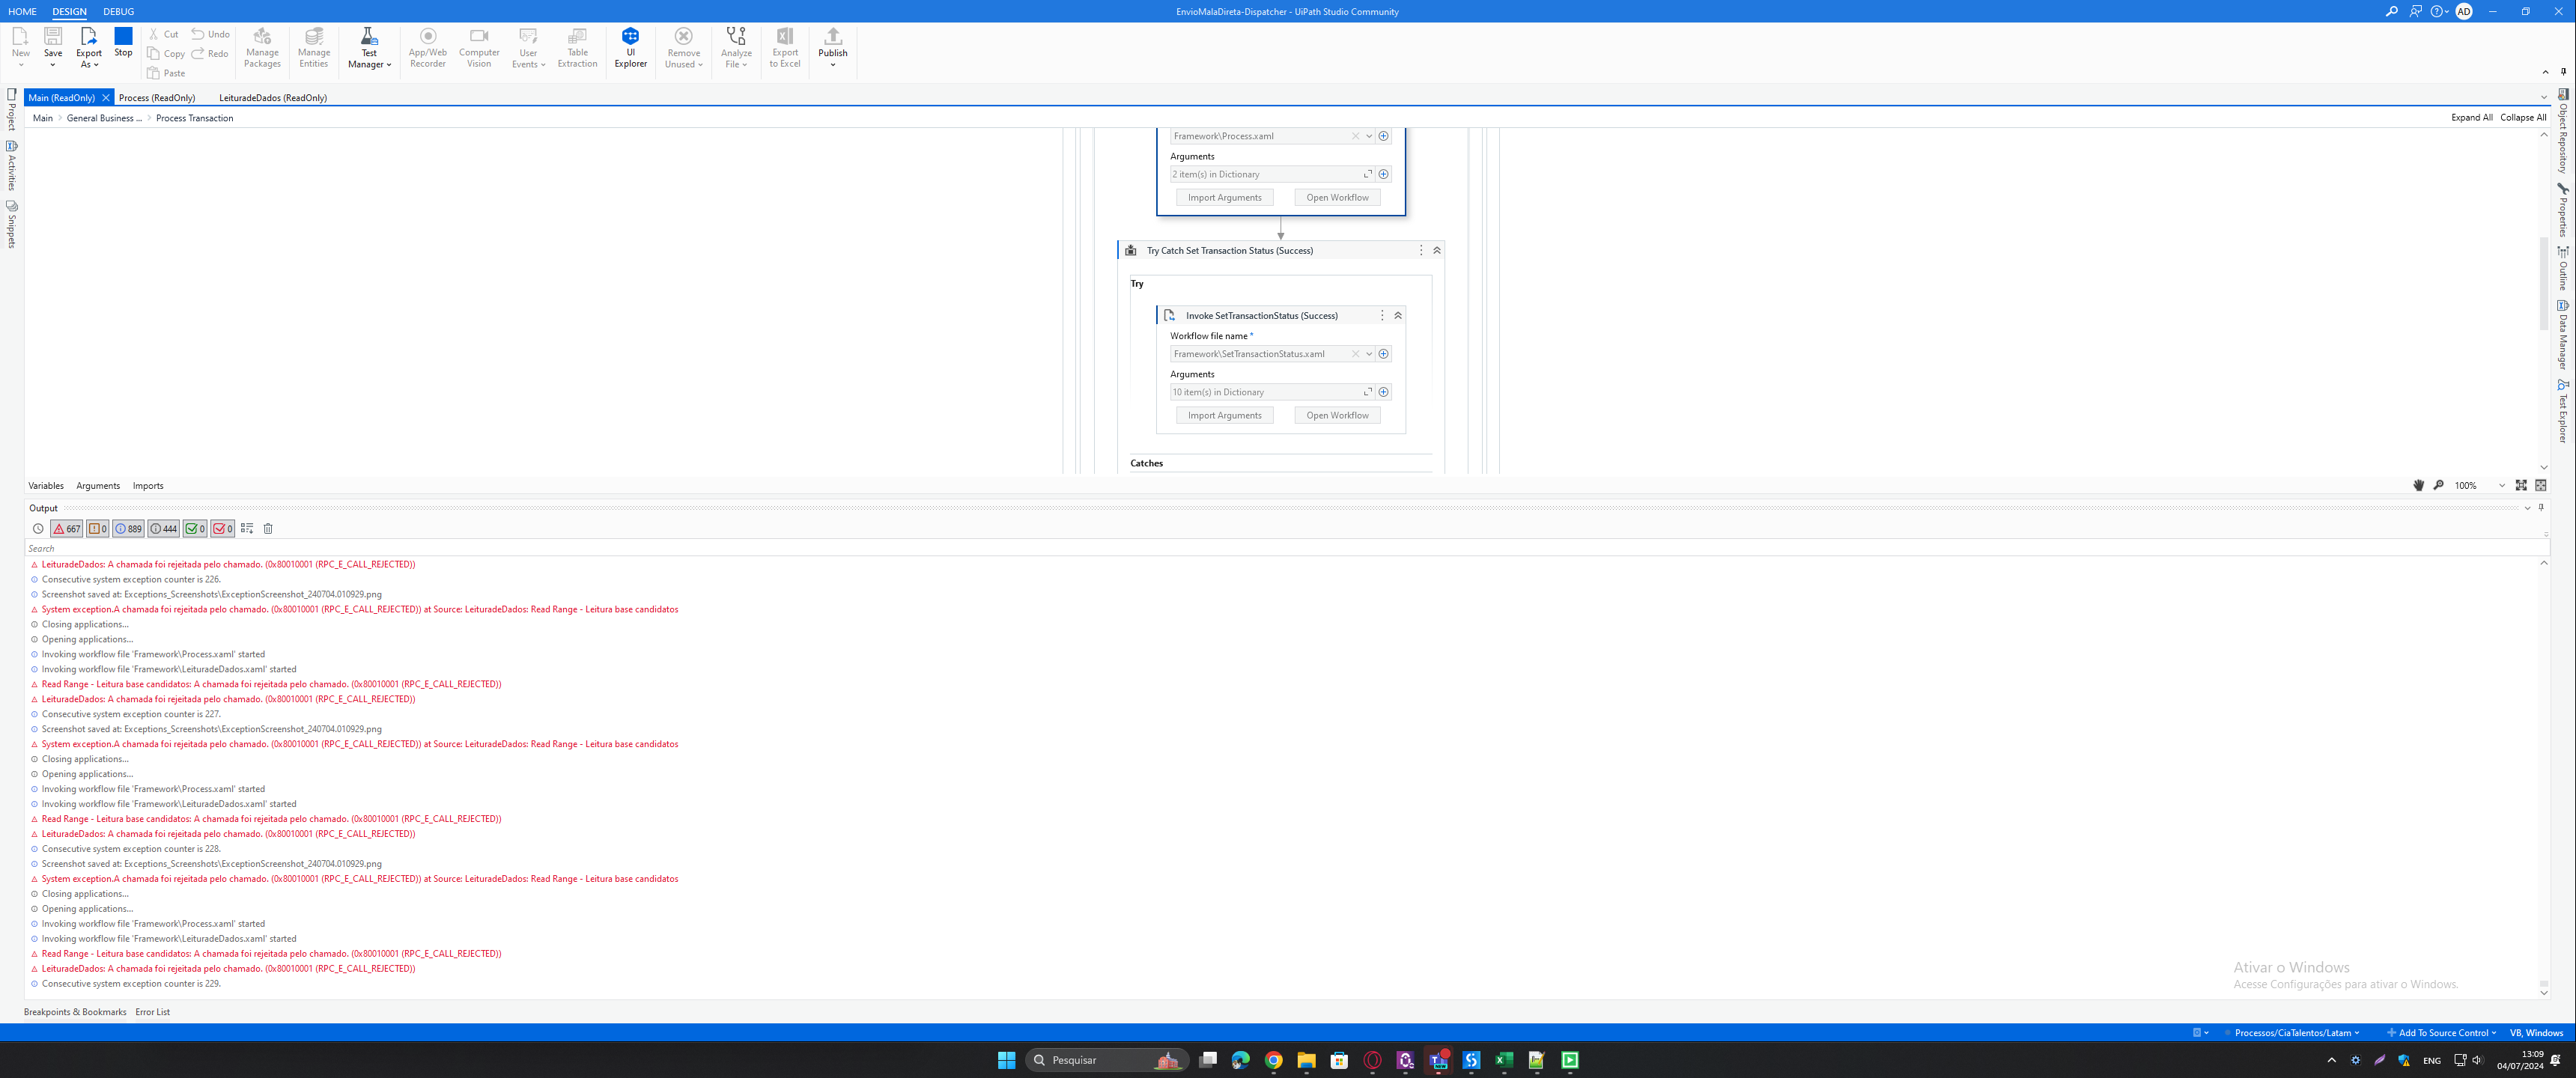 HOME DESIGN DEBUG
EnvioMalaDireta-Dispatcher - UiPath Studio Community
AD
New
Save
Export As
Stop
Cut
Copy
Paste
Undo
Redo
Manage Packages
Manage Entities
Test Manager
App/Web Recorder
Computer Vision
User Events
Table Extraction
UI Explorer
Remove Unused
Analyze File
Export to Excel
Publish
Main (ReadOnly) Process (ReadOnly) LeituradeDados (ReadOnly)
Main > General Business ... > Process Transaction
Expand All Collapse All
Project
Activities
Snippets
Object Repository
Properties
Outline
Data Manager
Test Explorer
Framework\Process.xaml
Arguments
2 item(s) in Dictionary
Import Arguments Open Workflow
Try Catch Set Transaction Status (Success)
Try
Invoke SetTransactionStatus (Success)
Workflow file name *
Framework\SetTransactionStatus.xaml
Arguments
10 item(s) in Dictionary
Import Arguments Open Workflow
Catches
Variables Arguments Imports
100%
Output
667 0 889 444 0 0
Search
LeituradeDados: A chamada foi rejeitada pelo chamado. (0x80010001 (RPC_E_CALL_REJECTED))
Consecutive system exception counter is 226.
Screenshot saved at: Exceptions_Screenshots\ExceptionScreenshot_240704.010929.png
System exception.A chamada foi rejeitada pelo chamado. (0x80010001 (RPC_E_CALL_REJECTED)) at Source: LeituradeDados: Read Range - Leitura base candidatos
Closing applications...
Opening applications...
Invoking workflow file 'Framework\Process.xaml' started
Invoking workflow file 'Framework\LeituradeDados.xaml' started
Read Range - Leitura base candidatos: A chamada foi rejeitada pelo chamado. (0x80010001 (RPC_E_CALL_REJECTED))
LeituradeDados: A chamada foi rejeitada pelo chamado. (0x80010001 (RPC_E_CALL_REJECTED))
Consecutive system exception counter is 227.
Screenshot saved at: Exceptions_Screenshots\ExceptionScreenshot_240704.010929.png
System exception.A chamada foi rejeitada pelo chamado. (0x80010001 (RPC_E_CALL_REJECTED)) at Source: LeituradeDados: Read Range - Leitura base candidatos
Closing applications...
Opening applications...
Invoking workflow file 'Framework\Process.xaml' started
Invoking workflow file 'Framework\LeituradeDados.xaml' started
Read Range - Leitura base candidatos: A chamada foi rejeitada pelo chamado. (0x80010001 (RPC_E_CALL_REJECTED))
LeituradeDados: A chamada foi rejeitada pelo chamado. (0x80010001 (RPC_E_CALL_REJECTED))
Consecutive system exception counter is 228.
Screenshot saved at: Exceptions_Screenshots\ExceptionScreenshot_240704.010929.png
System exception.A chamada foi rejeitada pelo chamado. (0x80010001 (RPC_E_CALL_REJECTED)) at Source: LeituradeDados: Read Range - Leitura base candidatos
Closing applications...
Opening applications...
Invoking workflow file 'Framework\Process.xaml' started
Invoking workflow file 'Framework\LeituradeDados.xaml' started
Read Range - Leitura base candidatos: A chamada foi rejeitada pelo chamado. (0x80010001 (RPC_E_CALL_REJECTED))
LeituradeDados: A chamada foi rejeitada pelo chamado. (0x80010001 (RPC_E_CALL_REJECTED))
Consecutive system exception counter is 229.
Ativar o Windows
Acesse Configurações para ativar o Windows.
Breakpoints & Bookmarks Error List
Processos/CiaTalentos/Latam Add To Source Control VB, Windows
Pesquisar
ENG
13:09
04/07/2024